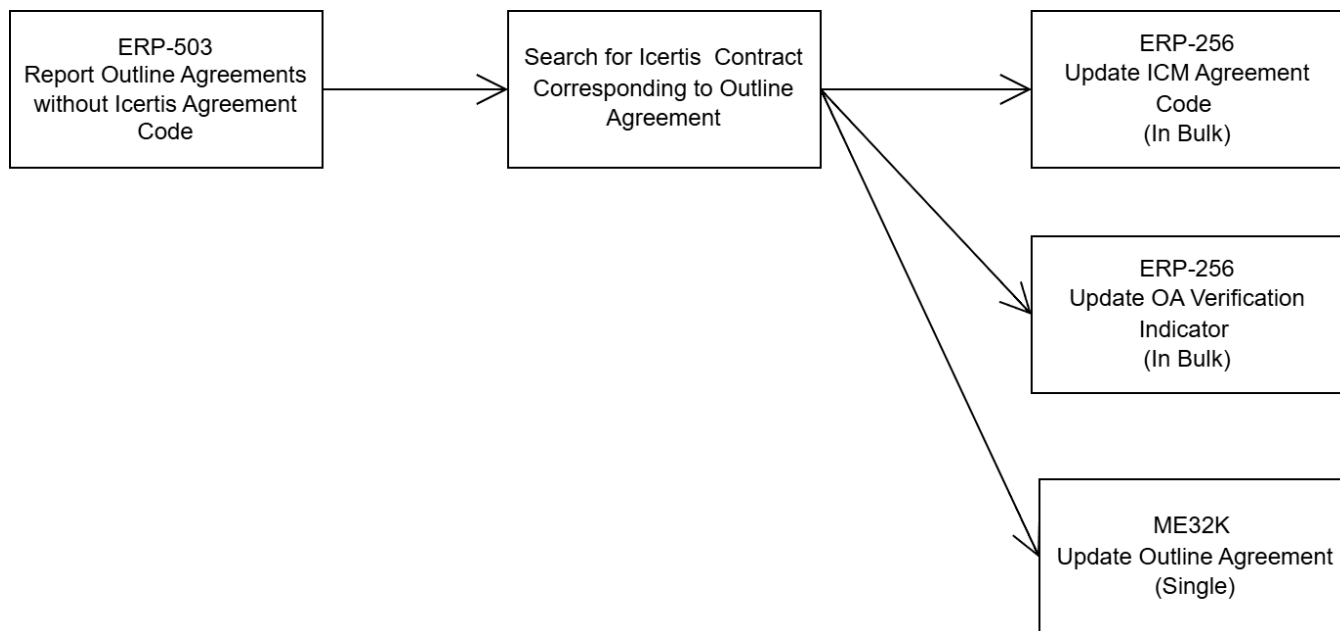 ERP-503
Report Outline Agreements
without Icertis Agreement
Code
Search for Icertis  Contract
Corresponding to Outline
Agreement
ERP-256
Update ICM Agreement
Code
(In Bulk)
ERP-256
Update OA Verification
Indicator
(In Bulk)
ME32K
Update Outline Agreement
(Single)